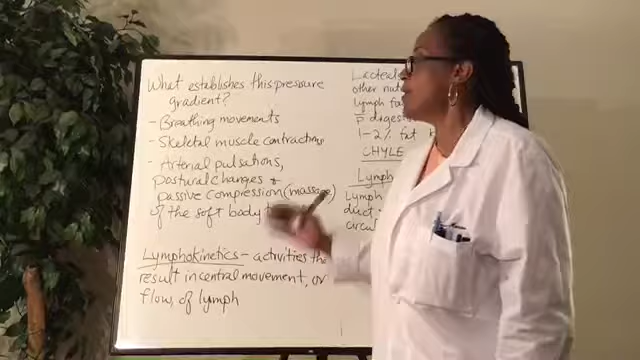 What establishes this pressure
gradient?
- Breathing movements
- Skeletal muscle contractions
- Arterial pulsations,
postural changes +
passive compression (massage)
of the soft body
Lymphokinetics - activities th
result in central movement, or
flow, of lymph
Lacteals
other nut
lymph
p digest
1-2% fat
CHYLE
Lymph
Lymph
duct
circu